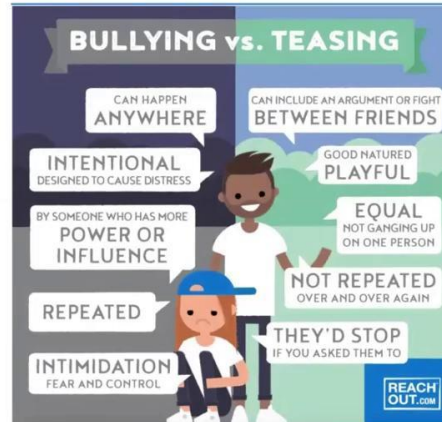 BULLYING vs. TEASING
CAN HAPPEN
ANYWHERE
INTENTIONAL
DESIGNED TO CAUSE DISTRESS
BY SOMEONE WHO HAS MORE
POWER OR
INFLUENCE
REPEATED
INTIMIDATION
FEAR AND CONTROL
CAN INCLUDE AN ARGUMENT OR FIGHT
BETWEEN FRIENDS
GOOD NATURED
PLAYFUL
EQUAL
NOT GANGING UP
ON ONE PERSON
NOT REPEATED
OVER AND OVER AGAIN
THEY'D STOP
IF YOU ASKED THEM TO
REACH
OUT.COM